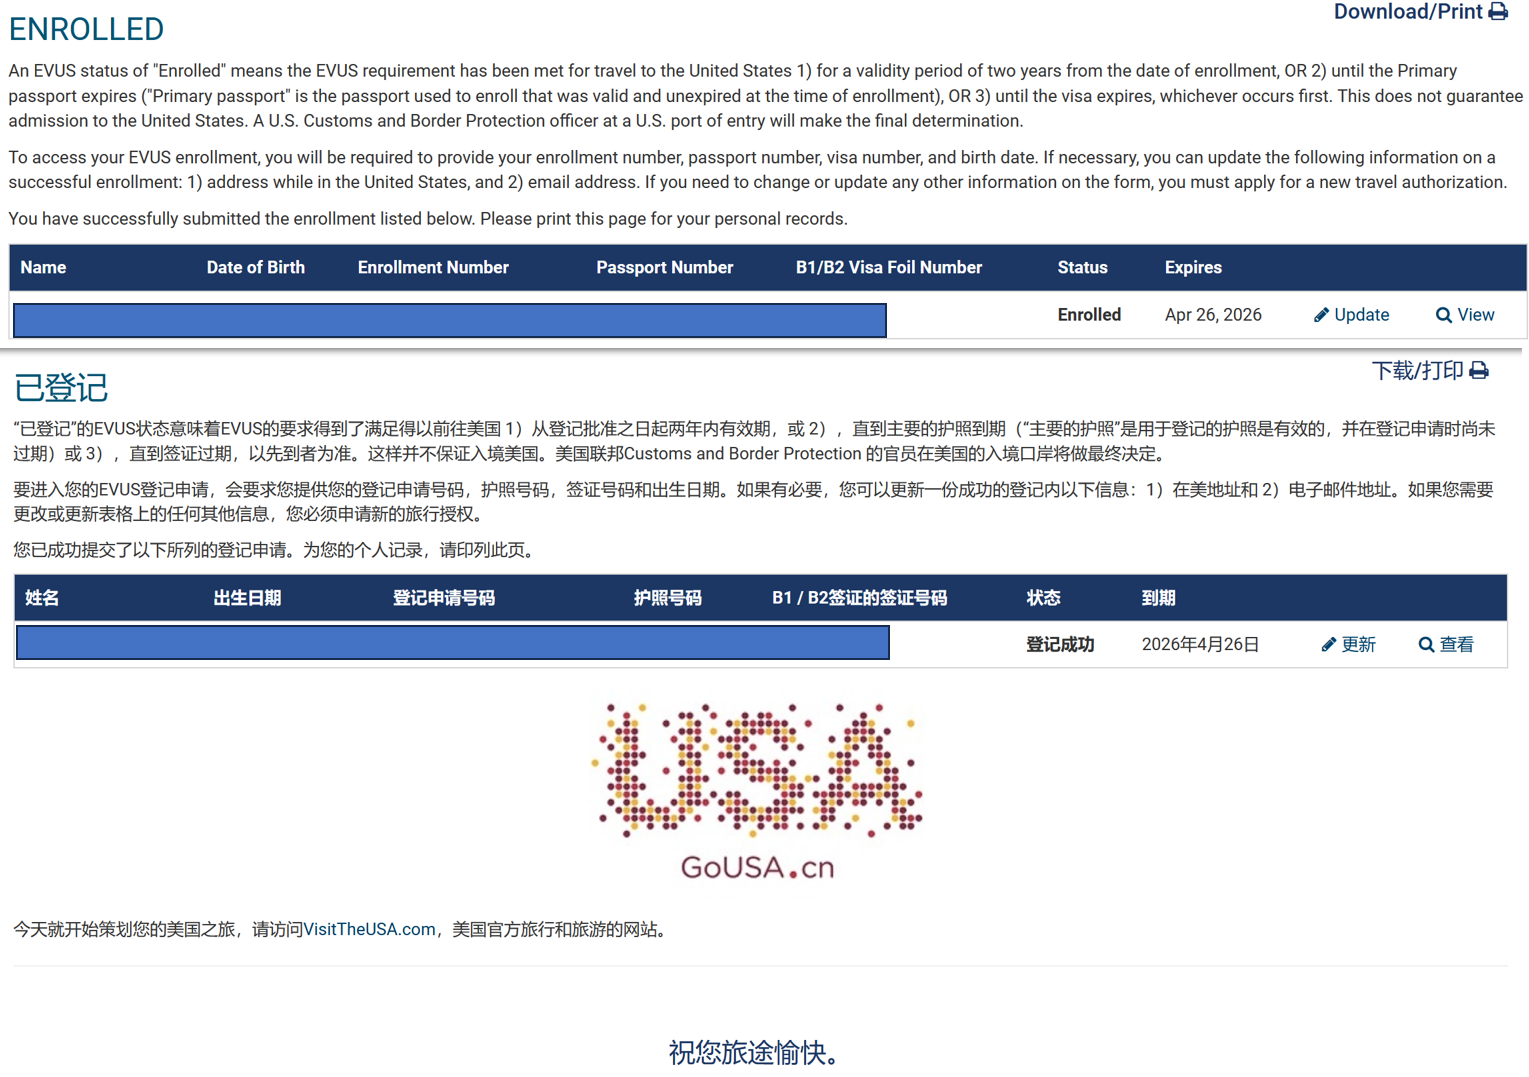 Download/Print
ENROLLED
An EVUS status of "Enrolled" means the EVUS requirement has been met for travel to the United States 1) for a validity period of two years from the date of enrollment, OR 2) until the Primary
passport expires ("Primary passport" is the passport used to enroll that was valid and unexpired at the time of enrollment), OR 3) until the visa expires, whichever occurs first. This does not guarantee
admission to the United States. A U.S. Customs and Border Protection officer at a U.S. port of entry will make the final determination.
To access your EVUS enrollment, you will be required to provide your enrollment number, passport number, visa number, and birth date. If necessary, you can update the following information on a
successful enrollment: 1) address while in the United States, and 2) email address. If you need to change or update any other information on the form, you must apply for a new travel authorization.
You have successfully submitted the enrollment listed below. Please print this page for your personal records.
Name Date of Birth Enrollment Number Passport Number B1/B2 Visa Foil Number Status Expires
Enrolled Apr 26, 2026 Update View
下载/打印
已登记
“已登记”的EVUS状态意味着EVUS的要求得到了满足得以前往美国 1）从登记批准之日起两年内有效期，或 2），直到主要的护照到期（“主要的护照”是用于登记的护照是有效的，并在登记申请时尚未
过期）或 3），直到签证过期，以先到者为准。这样并不保证入境美国。美国联邦Customs and Border Protection 的官员在美国的入境口岸将做最终决定。
要进入您的EVUS登记申请，会要求您提供您的登记申请号码，护照号码，签证号码和出生日期。如果有必要，您可以更新一份成功的登记内以下信息：1）在美地址和 2）电子邮件地址。如果您需要
更改或更新表格上的任何其他信息，您必须申请新的旅行授权。
您已成功提交了以下所列的登记申请。为您的个人记录，请印列此页。
姓名 出生日期 登记申请号码 护照号码 B1 / B2签证的签证号码 状态 到期
登记成功 2026年4月26日 更新 查看
USA
GoUSA.cn
今天就开始策划您的美国之旅，请访问VisitTheUSA.com，美国官方旅行和旅游的网站。
祝您旅途愉快。